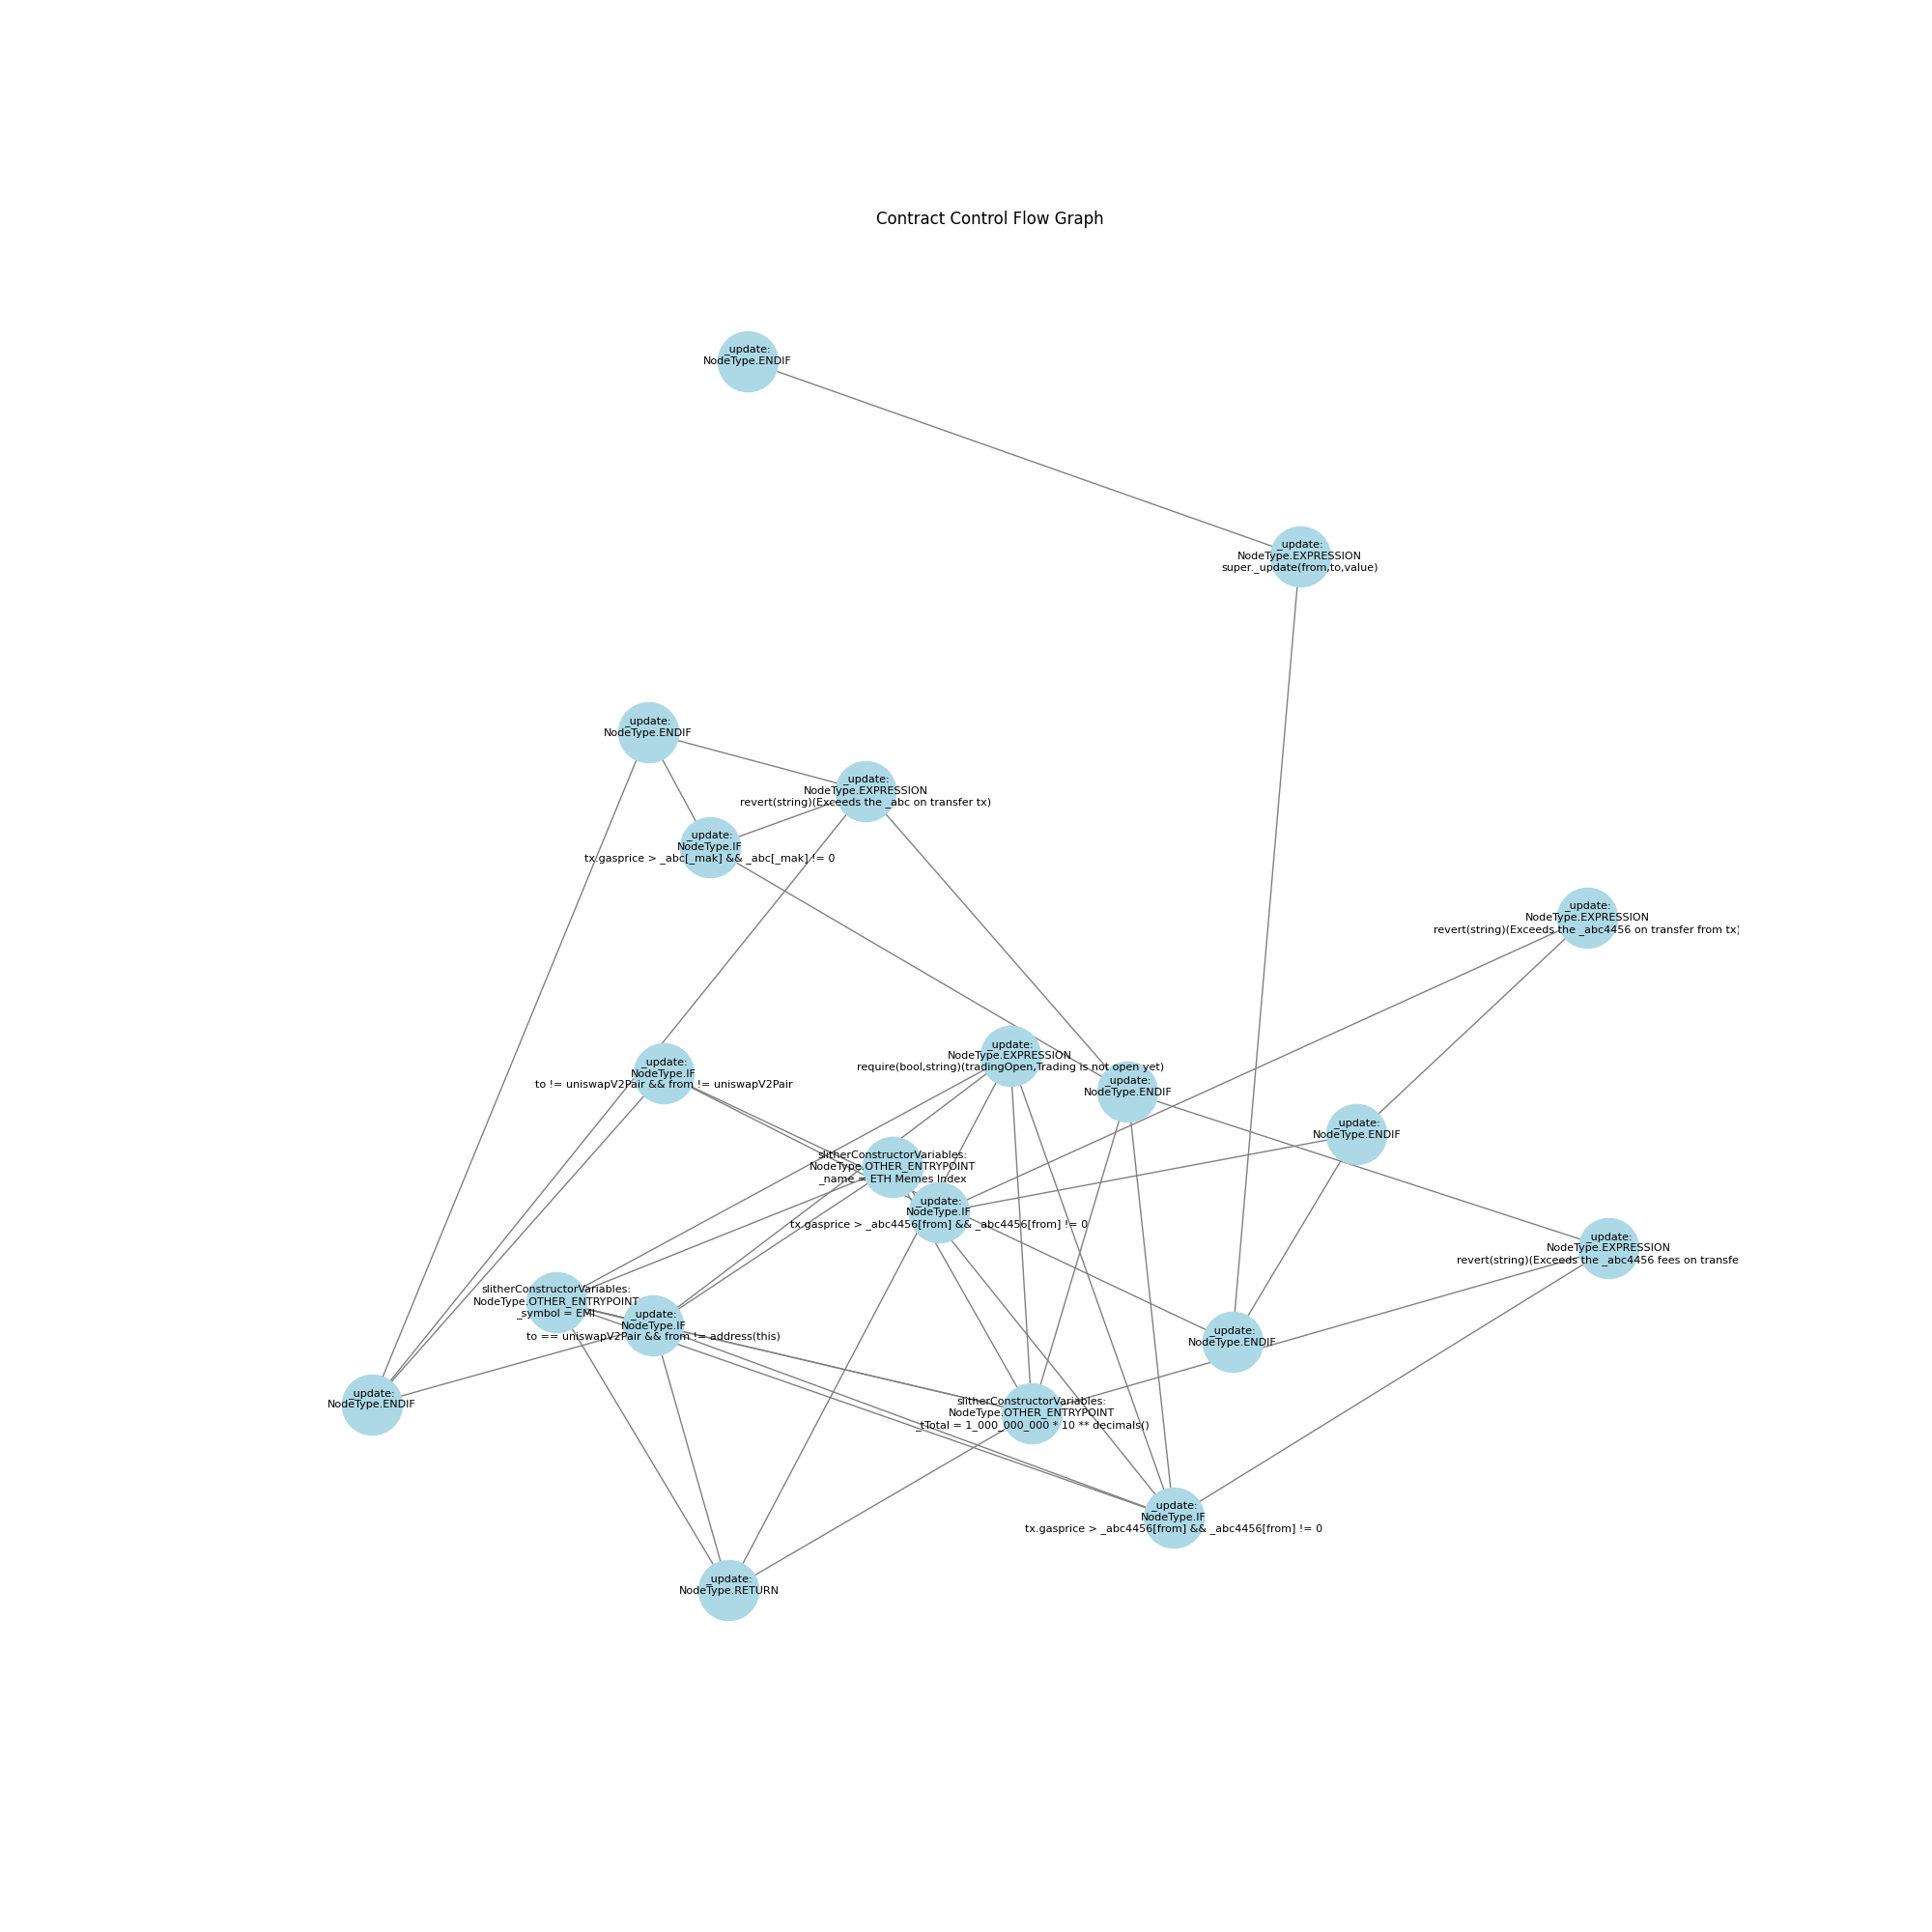 Contract Control Flow Graph
_update:
NodeType.ENDIF
_update:
NodeType.EXPRESSION
super._update(from,to,value)
_update:
NodeType.ENDIF
_update:
NodeType.EXPRESSION
revert(string)(Exceeds the _abc on transfer tx)
_update:
NodeType.IF
tx.gasprice > _abc[_mak] && _abc[_mak] != 0
_update:
NodeType.EXPRESSION
revert(string)(Exceeds the _abc4456 on transfer from tx)
_update:
NodeType.EXPRESSION
require(bool,string)(tradingOpen,Trading is not open yet)
_update:
NodeType.IF
to != uniswapV2Pair && from != uniswapV2Pair
_update:
NodeType.ENDIF
_update:
NodeType.ENDIF
slitherConstructorVariables:
NodeType.OTHER_ENTRYPOINT
_name = ETH Memes Index
_update:
NodeType.IF
tx.gasprice > _abc4456[from] && _abc4456[from] != 0
_update:
NodeType.EXPRESSION
revert(string)(Exceeds the _abc4456 fees on transfe
slitherConstructorVariables:
NodeType.OTHER_ENTRYPOINT
_symbol = EMI
_update:
NodeType.IF
to == uniswapV2Pair && from != address(this)
_update:
NodeType.ENDIF
_update:
NodeType.ENDIF
slitherConstructorVariables:
NodeType.OTHER_ENTRYPOINT
_tTotal = 1_000_000_000 * 10 ** decimals()
_update:
NodeType.IF
tx.gasprice > _abc4456[from] && _abc4456[from] != 0
_update:
NodeType.RETURN